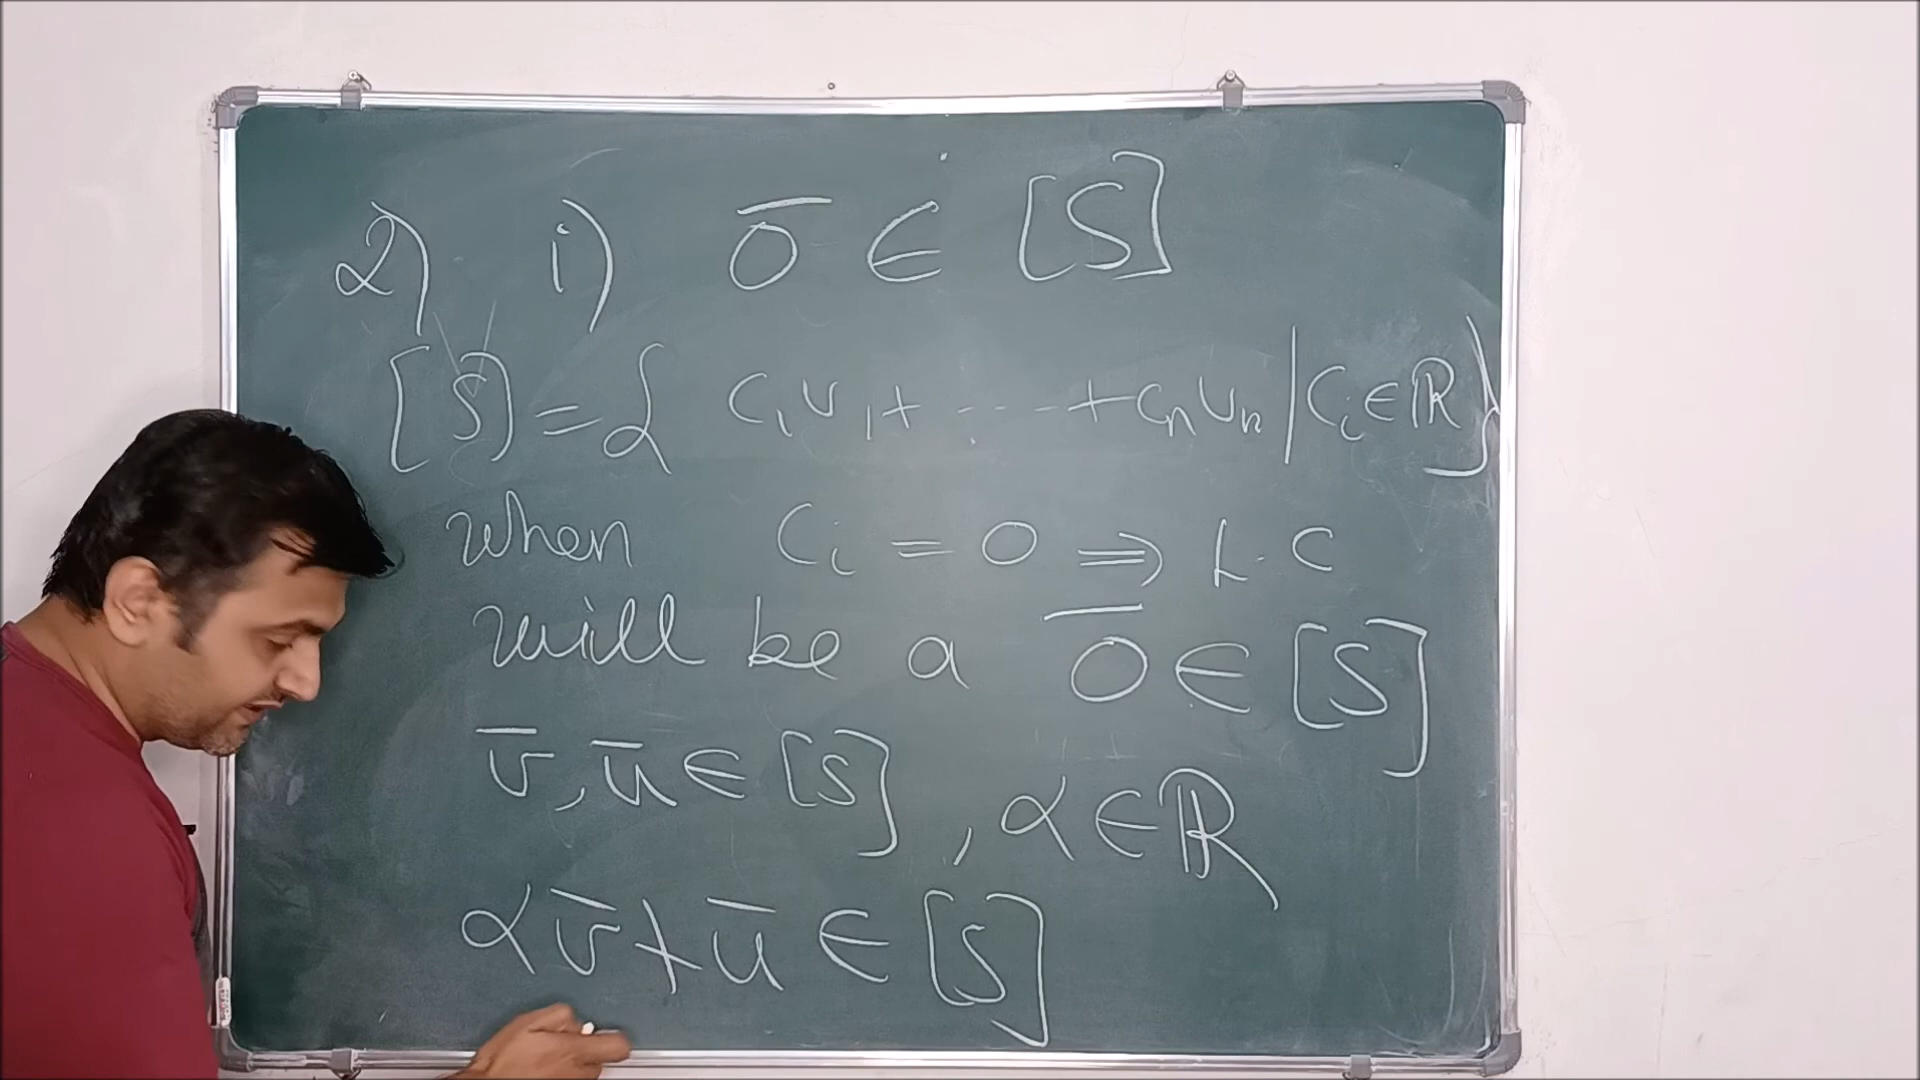 2) i) 0̅ ∈ [S]
[S] = { c₁v₁ + ---- + cₙvₙ | cᵢ ∈ ℝ }
when cᵢ = 0 ⇒ L.C
will be a 0̅ ∈ [S]
v̅, u̅ ∈ [S], α ∈ ℝ
αv̅ + u̅ ∈ [S]